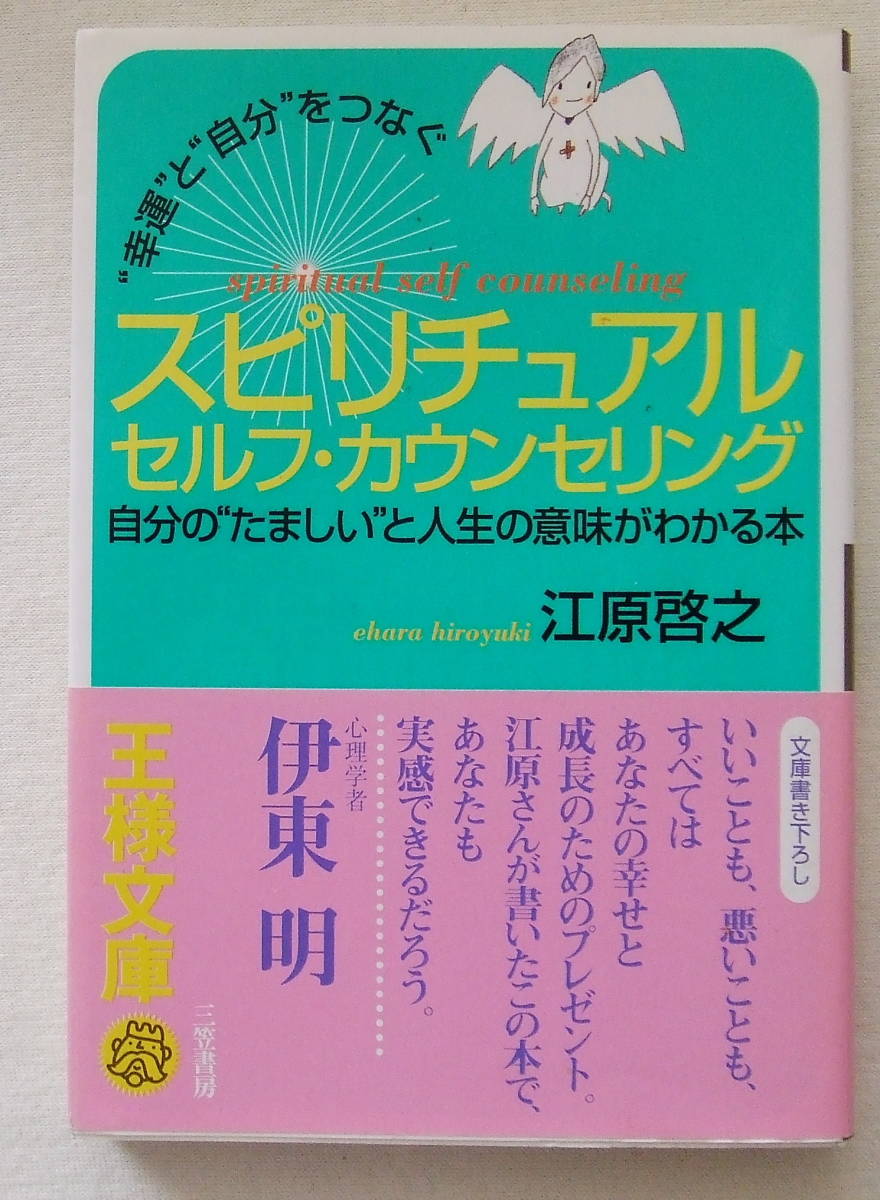 “幸運”と“自分”をつなぐ
spiritual self counseling
スピリチュアル
セルフ・カウンセリング
自分の“たましい”と人生の意味がわかる本
ehara hiroyuki 江原啓之
文庫書き下ろし
いいことも、悪いことも、
すべては
あなたの幸せと
成長のためのプレゼント。
江原さんが書いたこの本で、
あなたも
実感できるだろう。
心理学者
伊東 明
三笠書房
王様文庫